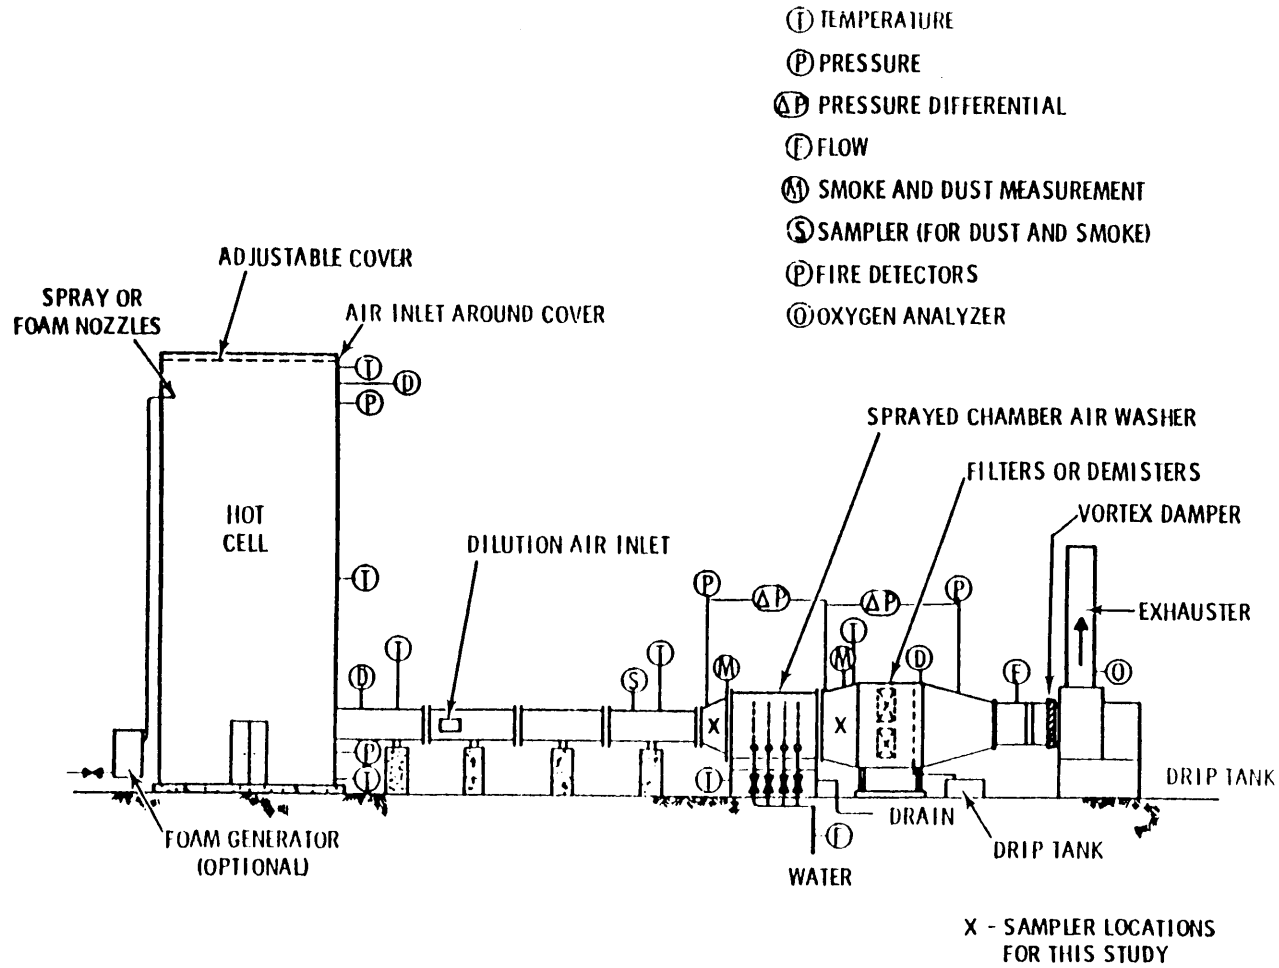 Ⓣ TEMPERATURE
Ⓟ PRESSURE
ΔP PRESSURE DIFFERENTIAL
Ⓕ FLOW
Ⓜ SMOKE AND DUST MEASUREMENT
Ⓢ SAMPLER (FOR DUST AND SMOKE)
Ⓟ FIRE DETECTORS
Ⓞ OXYGEN ANALYZER
ADJUSTABLE COVER
SPRAY OR
FOAM NOZZLES
AIR INLET AROUND COVER
T
D
P
SPRAYED CHAMBER AIR WASHER
FILTERS OR DEMISTERS
VORTEX DAMPER
HOT
CELL
DILUTION AIR INLET
T
P
ΔP
ΔP
P
EXHAUSTER
T
T
T
D
S
M
M
D
F
O
X
X
P
T
T
DRIP TANK
DRAIN
F
FOAM GENERATOR
(OPTIONAL)
DRIP TANK
WATER
X - SAMPLER LOCATIONS
FOR THIS STUDY